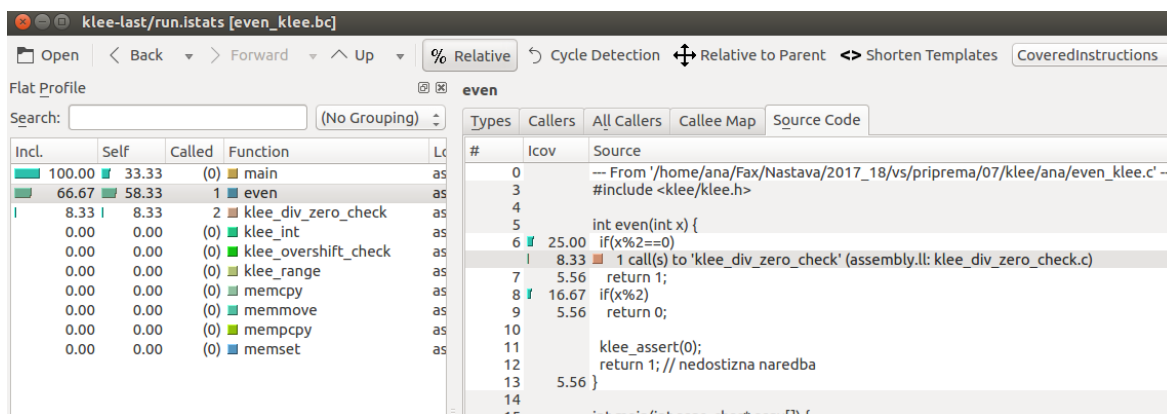 klee-last/run.istats [even_klee.bc]
Open Back Forward Up % Relative Cycle Detection Relative to Parent <> Shorten Templates CoveredInstructions
Flat Profile
Search: (No Grouping)
Incl. Self Called Function
100.00 33.33 (0) main as
66.67 58.33 1 even as
8.33 8.33 2 klee_div_zero_check as
0.00 0.00 (0) klee_int as
0.00 0.00 (0) klee_overshift_check as
0.00 0.00 (0) klee_range as
0.00 0.00 (0) memcpy as
0.00 0.00 (0) memmove as
0.00 0.00 (0) mempcpy as
0.00 0.00 (0) memset as
even
Types Callers All Callers Callee Map Source Code
# Icov Source
0 --- From '/home/ana/Fax/Nastava/2017_18/vs/priprema/07/klee/ana/even_klee.c' --
3 #include <klee/klee.h>
4
5 int even(int x) {
6 25.00 if(x%2==0)
8.33 1 call(s) to 'klee_div_zero_check' (assembly.ll: klee_div_zero_check.c)
7 5.56 return 1;
8 16.67 if(x%2)
9 5.56 return 0;
10
11 klee_assert(0);
12 return 1; // nedostizna naredba
13 5.56 }
14